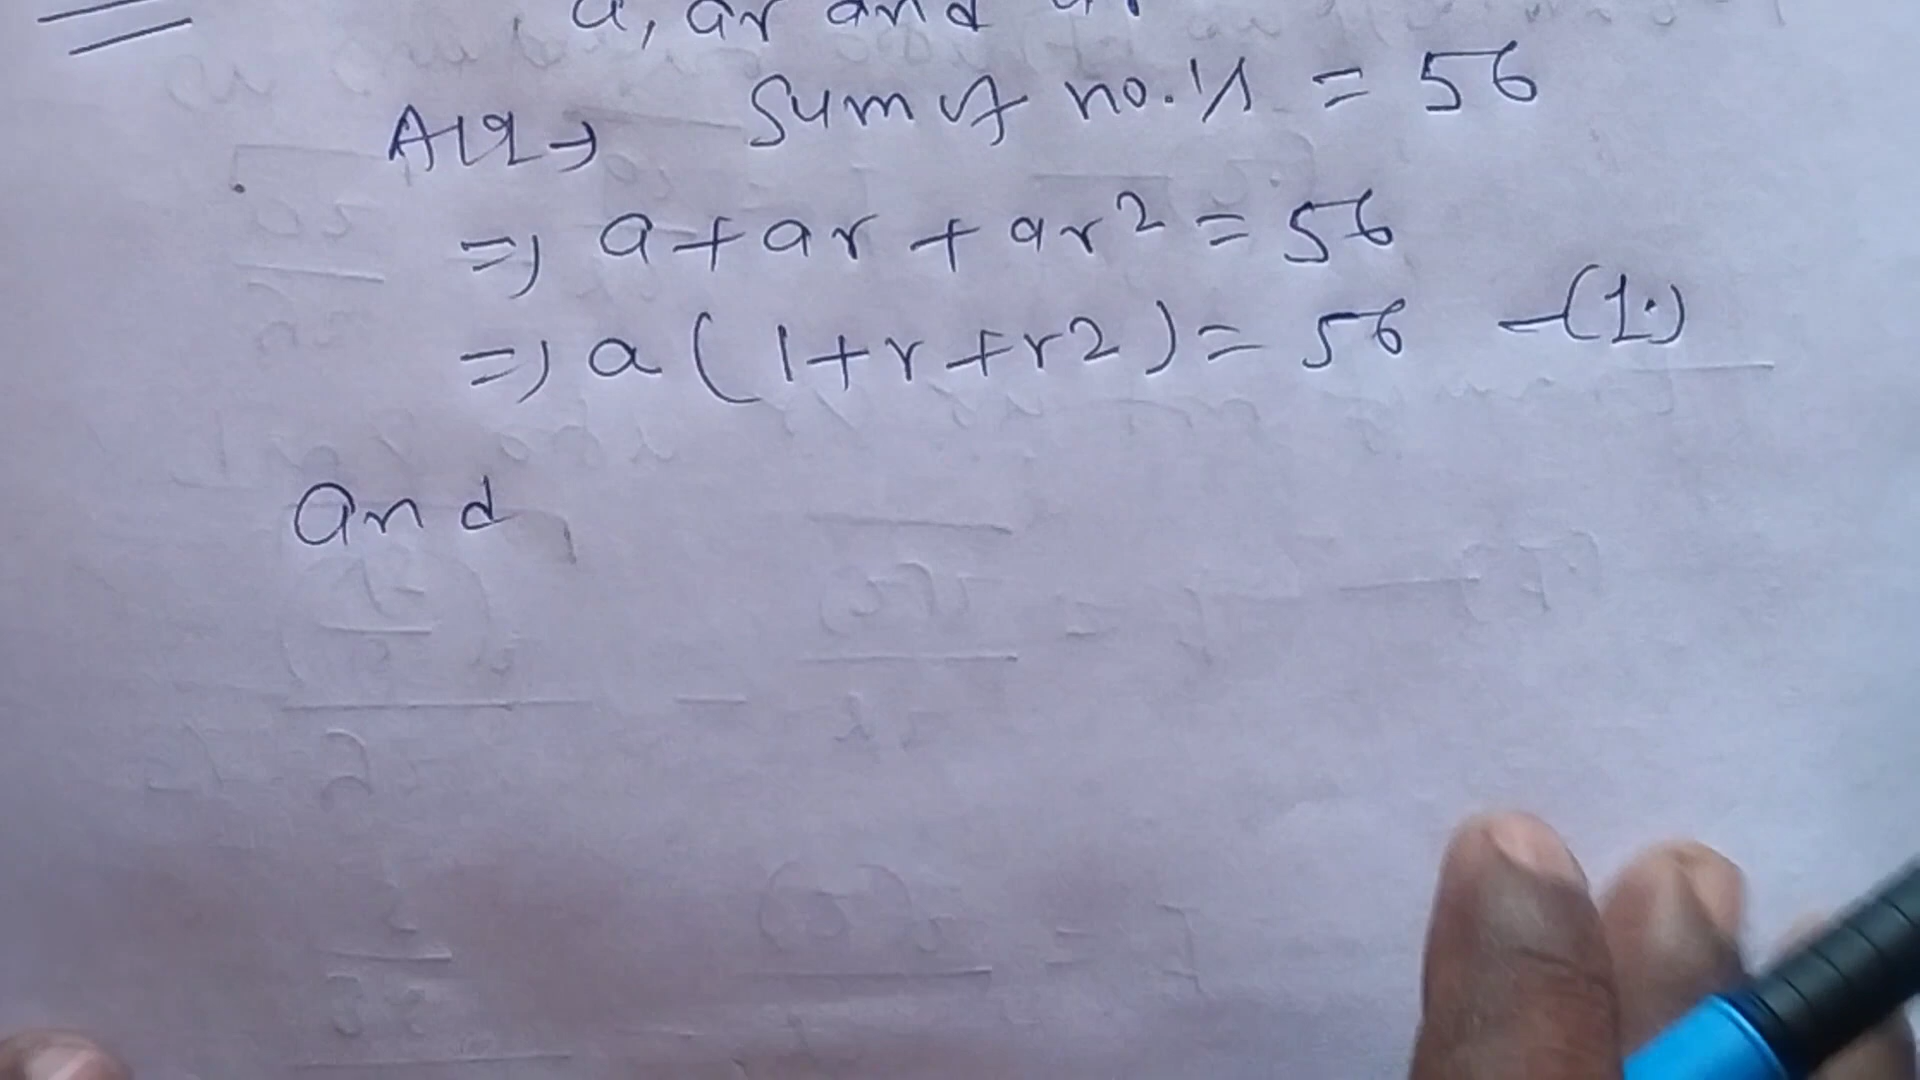 a, ar and
Sum of no.'s = 56
A/Q →
=> a + ar + ar² = 56
=> a ( 1 + r + r2 ) = 56 - (1.)
and,